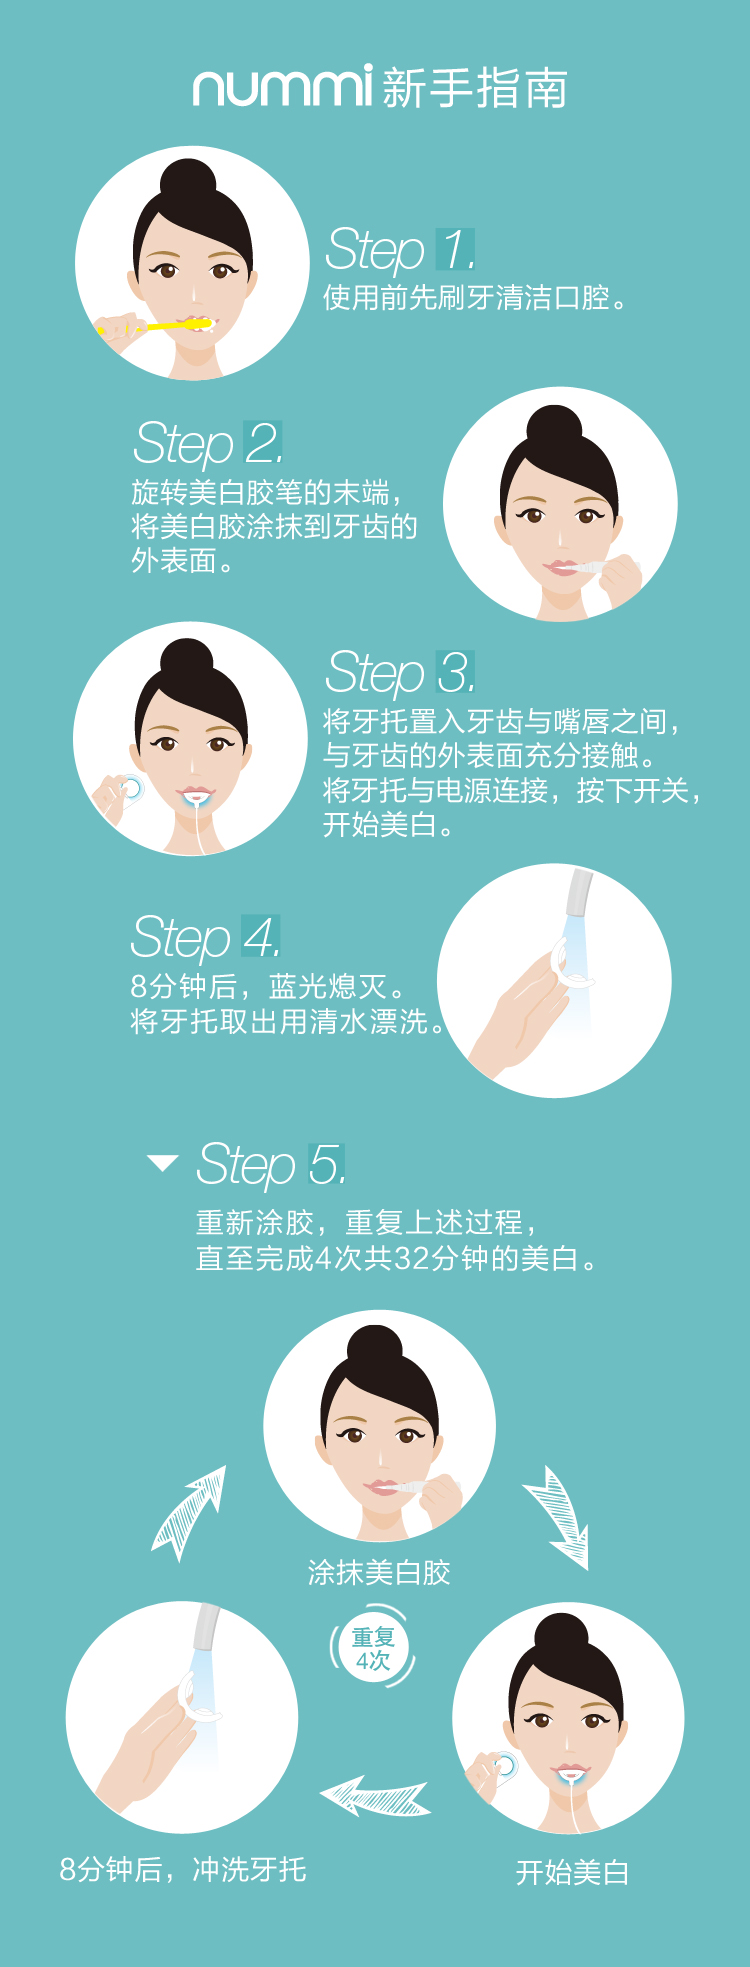 nummi新手指南
Step 1.
使用前先刷牙清洁口腔。
Step 2.
旋转美白胶笔的末端，
将美白胶涂抹到牙齿的
外表面。
Step 3.
将牙托置入牙齿与嘴唇之间，
与牙齿的外表面充分接触。
将牙托与电源连接，按下开关，
开始美白。
Step 4.
8分钟后，蓝光熄灭。
将牙托取出用清水漂洗。
Step 5.
重新涂胶，重复上述过程，
直至完成4次共32分钟的美白。
涂抹美白胶
重复
4次
8分钟后，冲洗牙托
开始美白